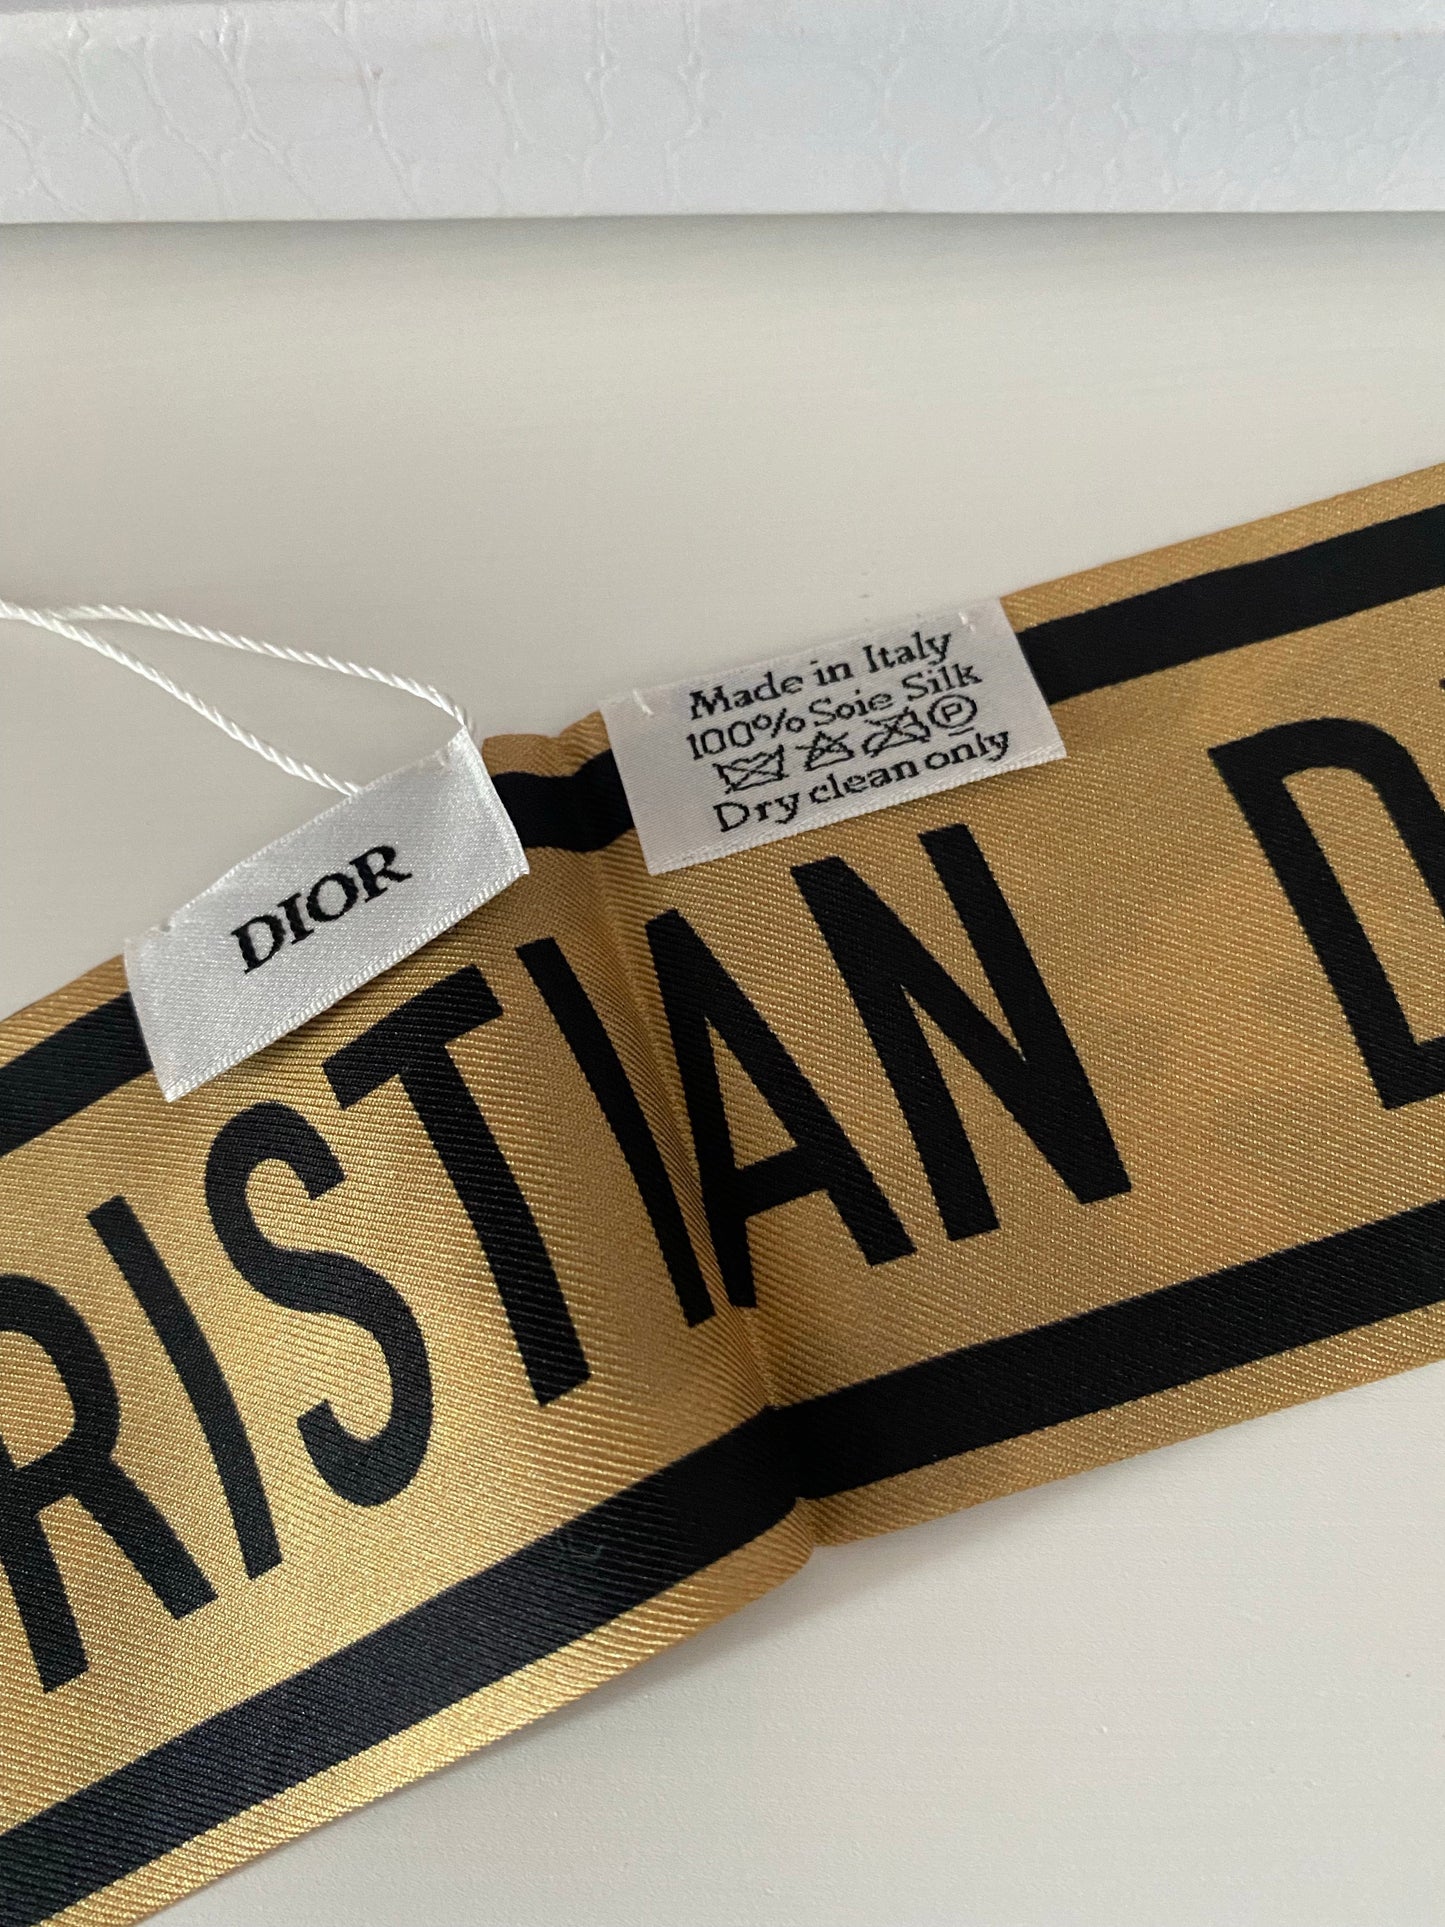 DIOR
Made in Italy
100% Soie Silk
P
Dry clean only
RISTIAN D